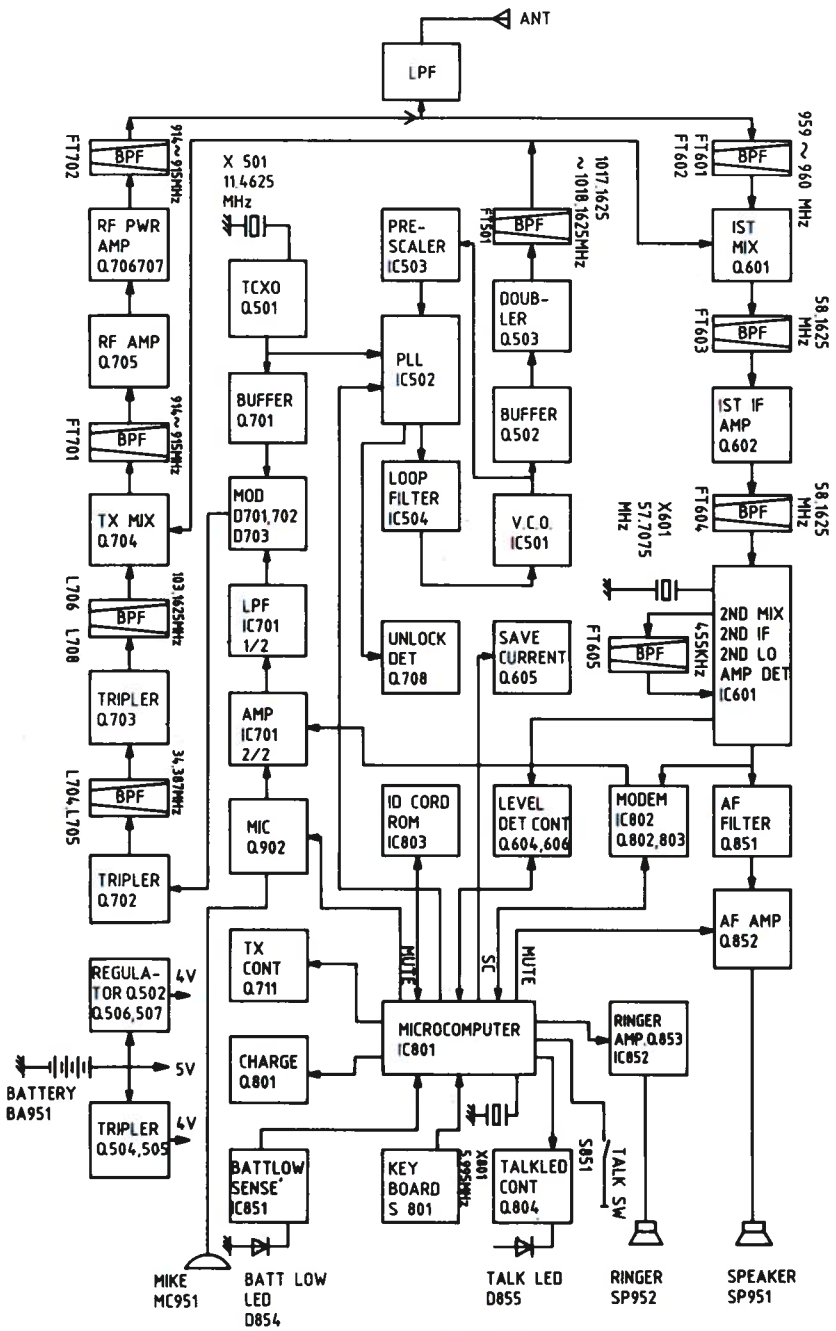 ANT
LPF
914~915MHz
BPF
FT702
RF PWR
AMP
Q.706707
RF AMP
Q.705
914~915MHz
BPF
FT701
TX MIX
Q.704
103.1625MHz
BPF
L706 L708
TRIPLER
Q.703
34.387MHz
BPF
L704,L705
TRIPLER
Q.702
X 501
11.4625
MHz
TCXO
Q.501
BUFFER
Q.701
MOD
D701,702
D703
LPF
IC701
1/2
AMP
IC701
2/2
MIC
Q.902
PRE-
SCALER
IC503
PLL
IC502
LOOP
FILTER
IC504
UNLOCK
DET
Q.708
1017.1625
~ 1018.1625MHz
BPF
FT501
DOUB-
LER
Q.503
BUFFER
Q.502
V.C.O.
IC501
SAVE
CURRENT
Q.605
959 ~ 960 MHz
FT601
FT602
BPF
IST
MIX
Q.601
58.1625
MHz
BPF
FT603
IST IF
AMP
Q.602
58.1625
MHz
BPF
FT604
X601
57.7075
MHz
2ND MIX
2ND IF
2ND LO
AMP DET
IC601
455KHz
BPF
FT605
ID CORD
ROM
IC803
LEVEL
DET CONT
Q.604,606
MODEM
IC802
Q.802,803
AF
FILTER
Q.851
AF AMP
Q.852
MUTE
SC
MUTE
REGULA-
TOR Q.502
Q.506,507
4V
5V
BATTERY
BA951
TRIPLER
Q.504,505
4V
TX
CONT
Q.711
CHARGE
Q.801
MICROCOMPUTER
IC801
RINGER
AMP.Q.853
IC852
BATTLOW
SENSE'
IC851
KEY
BOARD
S 801
X801
5.995MHz
TALKLED
CONT
Q.804
S851
TALK SW
MIKE
MC951
BATT LOW
LED
D854
TALK LED
D855
RINGER
SP952
SPEAKER
SP951